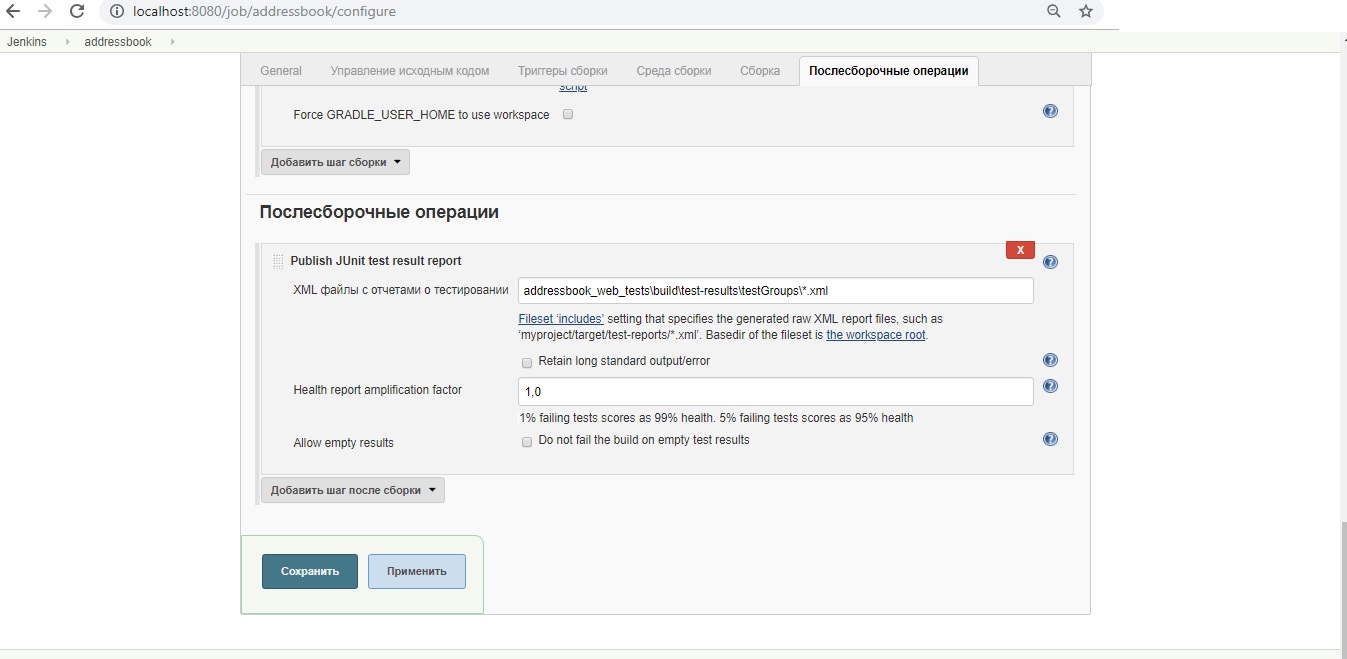 localhost:8080/job/addressbook/configure
Jenkins addressbook
General Управление исходным кодом Триггеры сборки Среда сборки Сборка Послесборочные операции
script
Force GRADLE_USER_HOME to use workspace
Добавить шаг сборки
Послесборочные операции
X
Publish JUnit test result report
XML файлы с отчетами о тестировании addressbook_web_tests\build\test-results\testGroups\*.xml
Fileset ‘includes’ setting that specifies the generated raw XML report files, such as
‘myproject/target/test-reports/*.xml’. Basedir of the fileset is the workspace root.
Retain long standard output/error
Health report amplification factor 1,0
1% failing tests scores as 99% health. 5% failing tests scores as 95% health
Allow empty results Do not fail the build on empty test results
Добавить шаг после сборки
Сохранить Применить